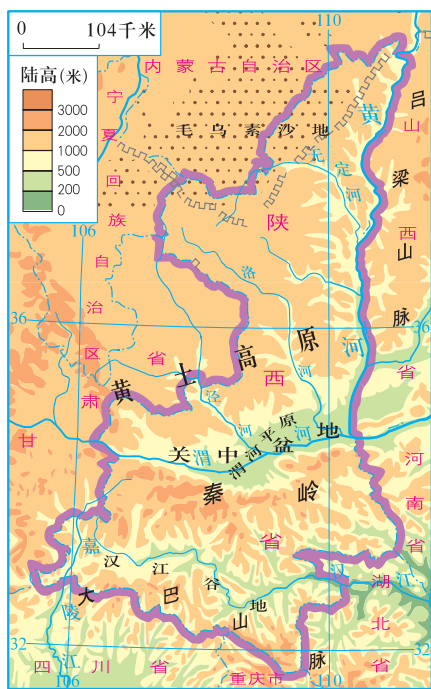 0 104千米
陆高(米)
3000
2000
1000
500
200
0
110
内蒙古自治区
宁夏回族自治区
毛乌素沙地
黄河
吕梁山脉
山西省
无定河
陕西省
106
洛河
36
36
黄土高原
泾河
甘肃省
关中盆地
渭河平原
渭河
秦岭
河南省
嘉陵江
汉江谷地
汉江
湖北省
大巴山脉
32
32
四川省
106
重庆市
110